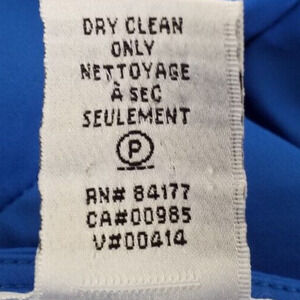 DRY CLEAN
ONLY
NETTOYAGE
À SEC
SEULEMENT
P
RN# 84177
CA#00985
V#00414